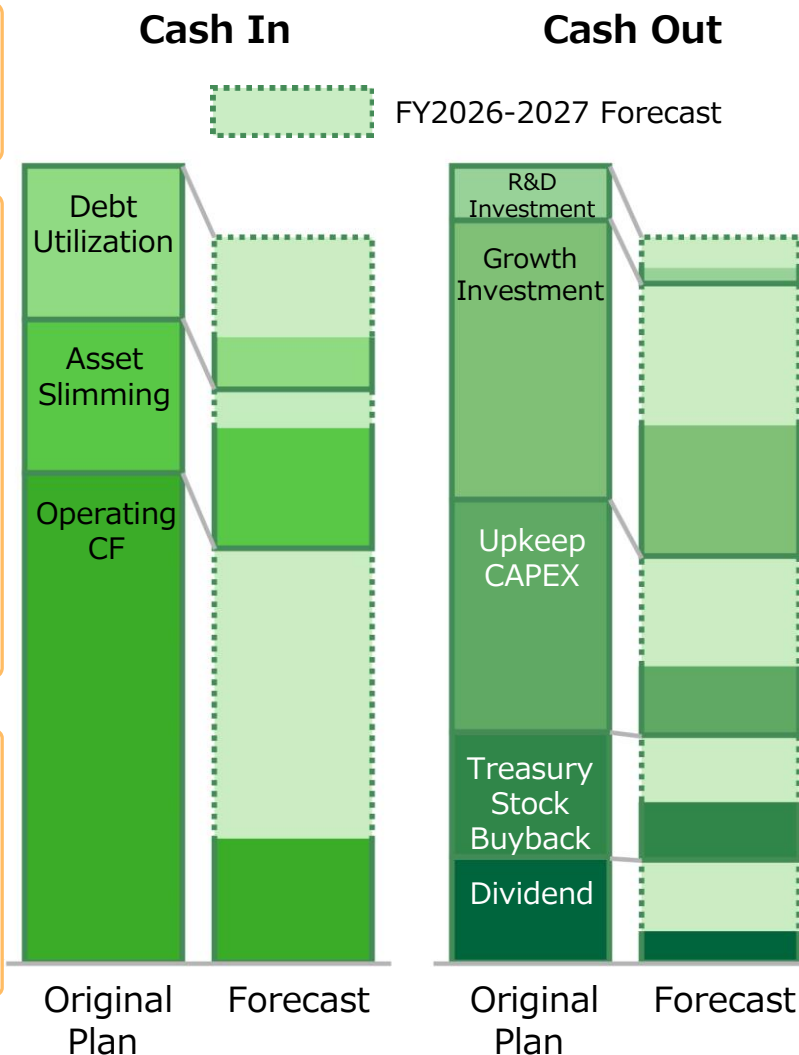 Cash In
Cash Out
FY2026-2027 Forecast
Debt
Utilization
Asset
Slimming
Operating
CF
R&D
Investment
Growth
Investment
Upkeep
CAPEX
Treasury
Stock
Buyback
Dividend
Original
Plan
Forecast
Original
Plan
Forecast